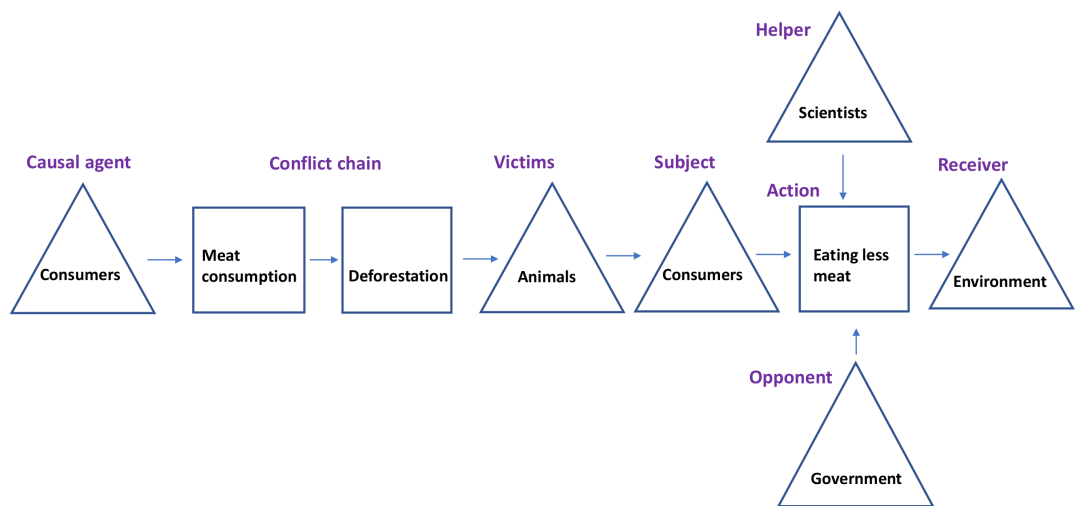 Helper
Scientists
Causal agent
Conflict chain
Victims
Subject
Action
Receiver
Consumers
Meat
consumption
Deforestation
Animals
Consumers
Eating less
meat
Environment
Opponent
Government